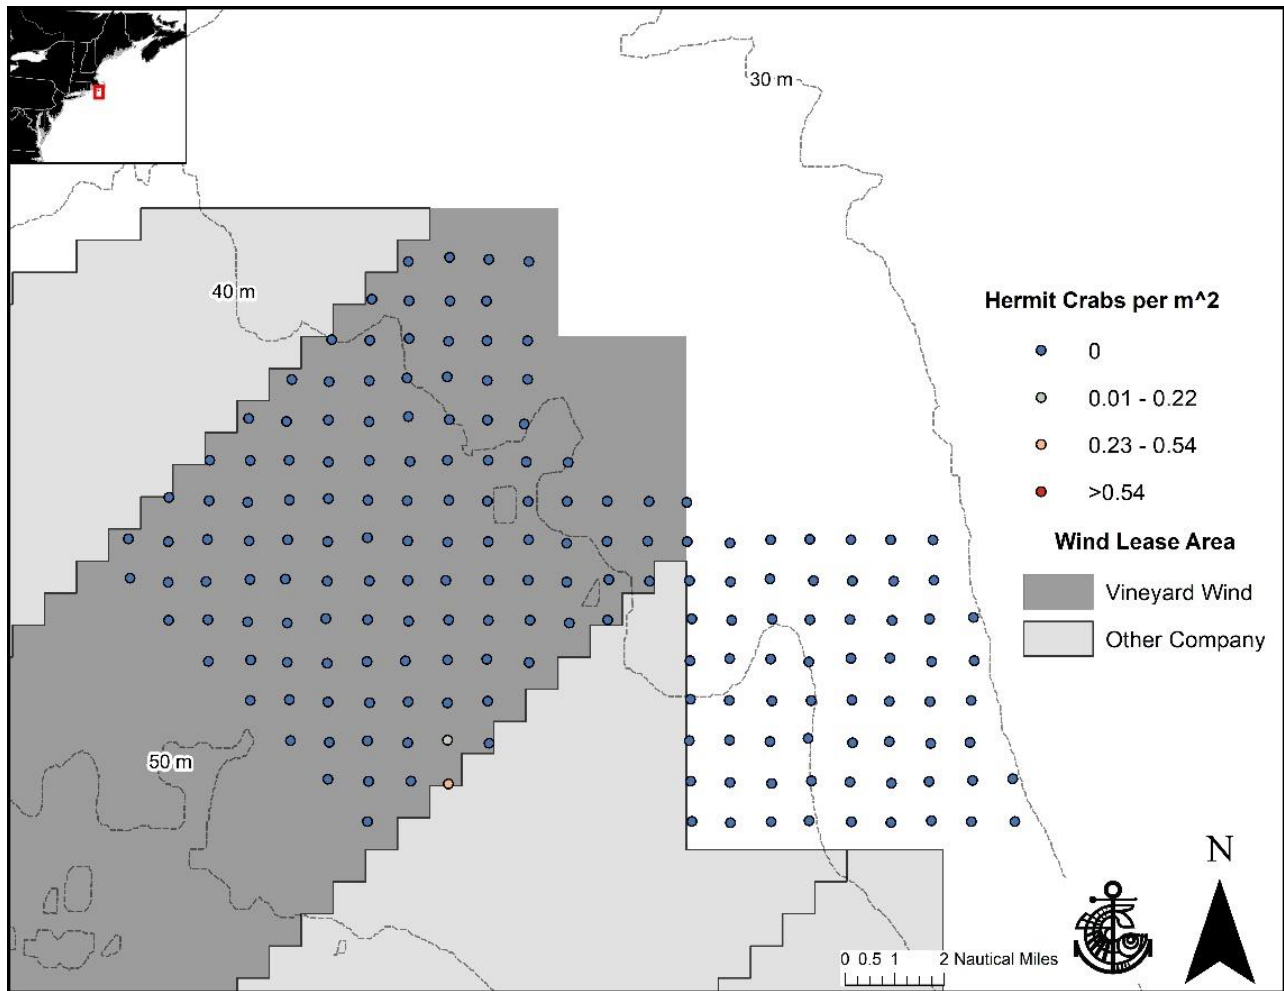 30 m
40 m
Hermit Crabs per m^2
0
0.01 - 0.22
0.23 - 0.54
>0.54
Wind Lease Area
Vineyard Wind
Other Company
50 m
N
0 0.5 1 2 Nautical Miles